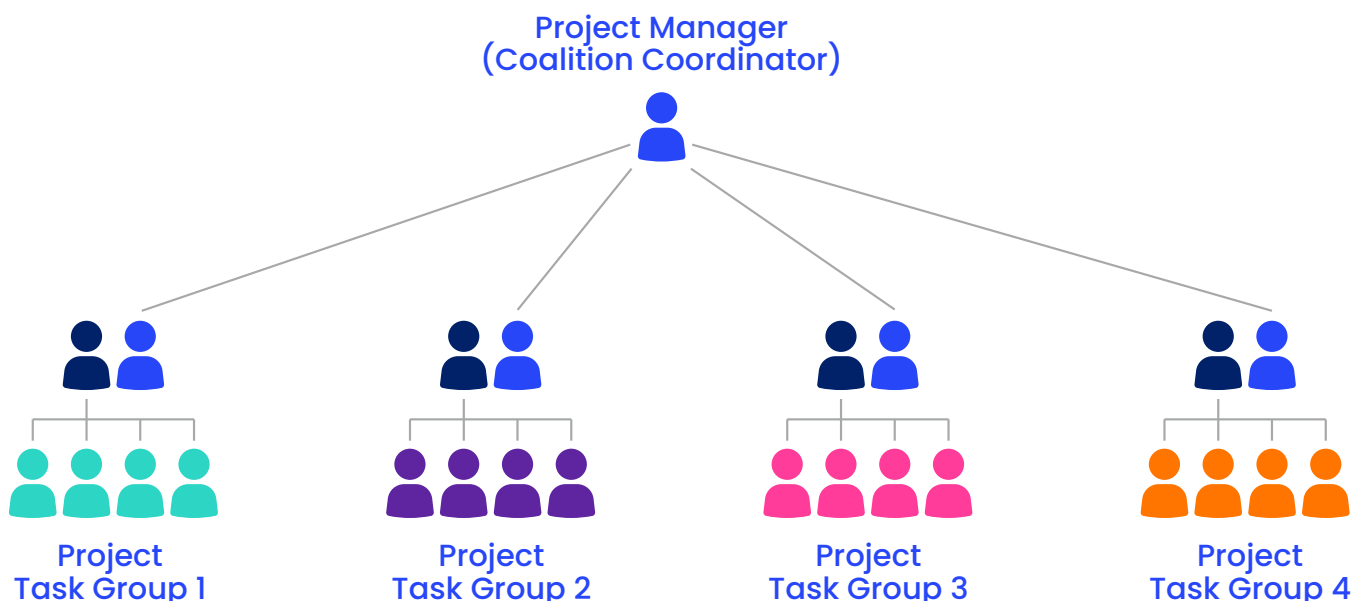 Project Manager
(Coalition Coordinator)
Project
Task Group 1
Project
Task Group 2
Project
Task Group 3
Project
Task Group 4